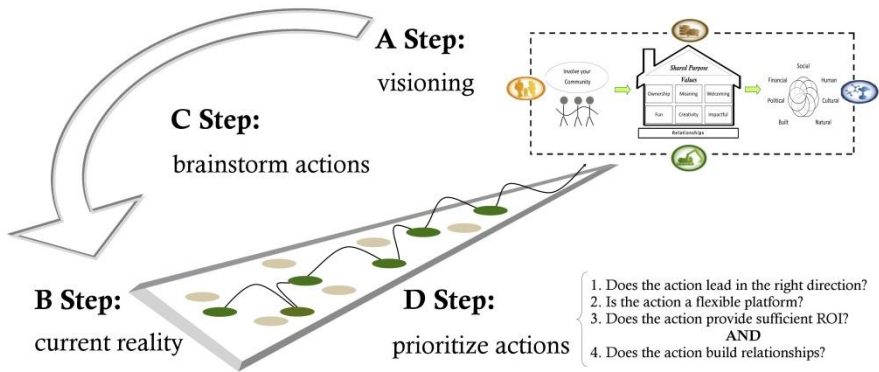 A Step:
visioning
C Step:
brainstorm actions
B Step:
current reality
D Step:
prioritize actions
Involve your
Community
Shared Purpose
Values
Ownership Meaning Welcoming
Fun Creativity Impactful
Relationships
Social
Financial Human
Political Cultural
Built Natural
1. Does the action lead in the right direction?
2. Is the action a flexible platform?
3. Does the action provide sufficient ROI?
AND
4. Does the action build relationships?